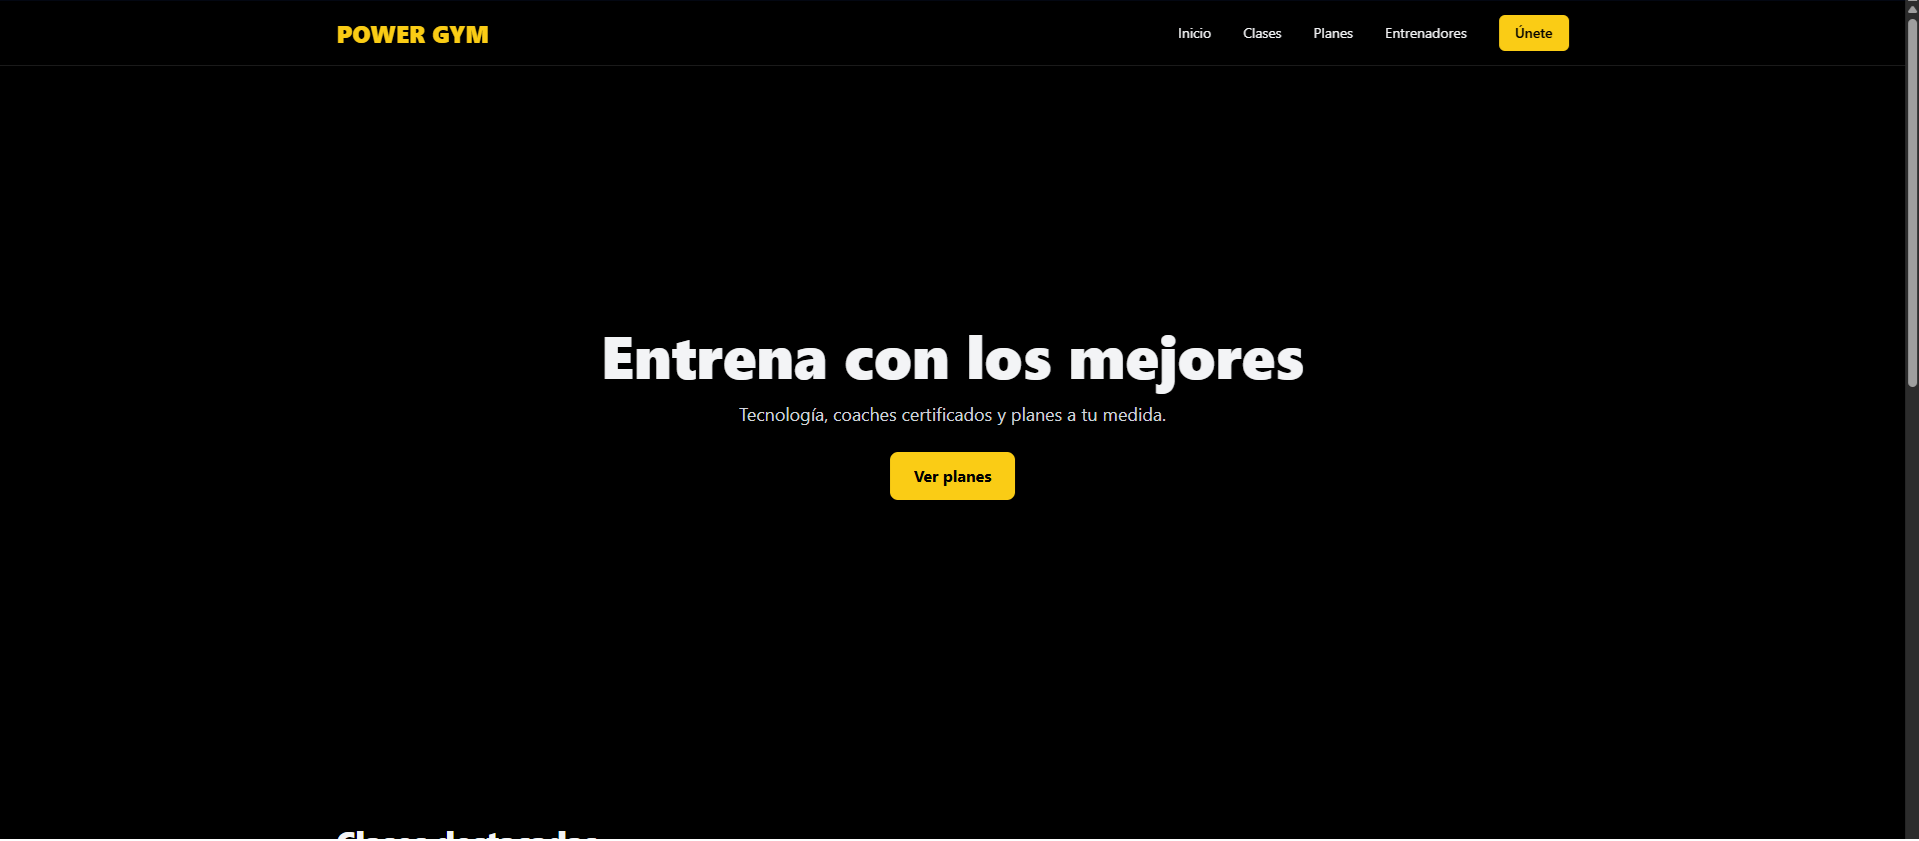 POWER GYM
Inicio
Clases
Planes
Entrenadores
Únete
Entrena con los mejores
Tecnología, coaches certificados y planes a tu medida.
Ver planes